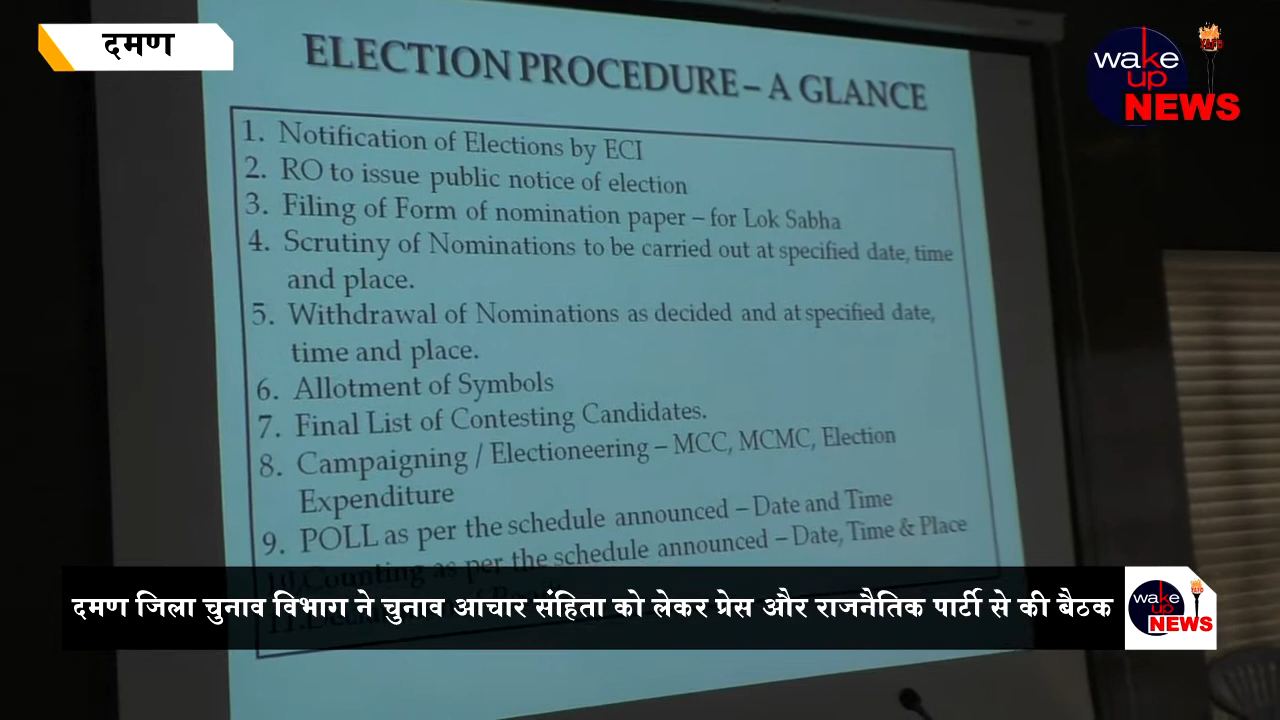 दमण
wake
up
NEWS
ELECTION PROCEDURE – A GLANCE
1. Notification of Elections by ECI
2. RO to issue public notice of election
3. Filing of Form of nomination paper – for Lok Sabha
4. Scrutiny of Nominations to be carried out at specified date, time
and place.
5. Withdrawal of Nominations as decided and at specified date,
time and place.
6. Allotment of Symbols
7. Final List of Contesting Candidates.
8. Campaigning / Electioneering – MCC, MCMC, Election
Expenditure
9. POLL as per the schedule announced – Date and Time
10. Counting as per the schedule announced – Date, Time & Place
11.
दमण जिला चुनाव विभाग ने चुनाव आचार संहिता को लेकर प्रेस और राजनैतिक पार्टी से की बैठक
wake
up
NEWS